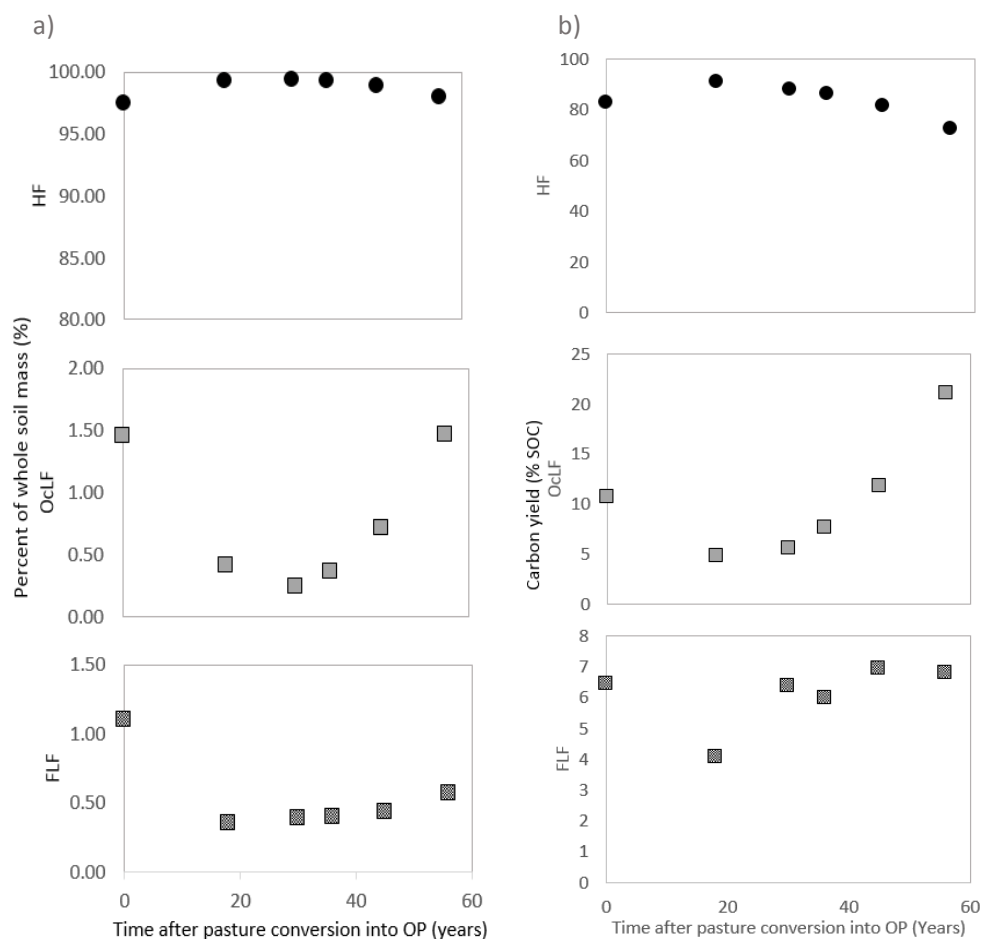 a)
100.00
95.00
90.00
85.00
80.00
HF
2.00
1.50
1.00
0.50
0.00
OcLF
Percent of whole soil mass (%)
1.50
1.00
0.50
0.00
FLF
0 20 40 60
Time after pasture conversion into OP (years)
b)
100
80
60
40
20
0
HF
25
20
15
10
5
0
OcLF
Carbon yield (% SOC)
8
7
6
5
4
3
2
1
0
FLF
0 20 40 60
Time after pasture conversion into OP (Years)